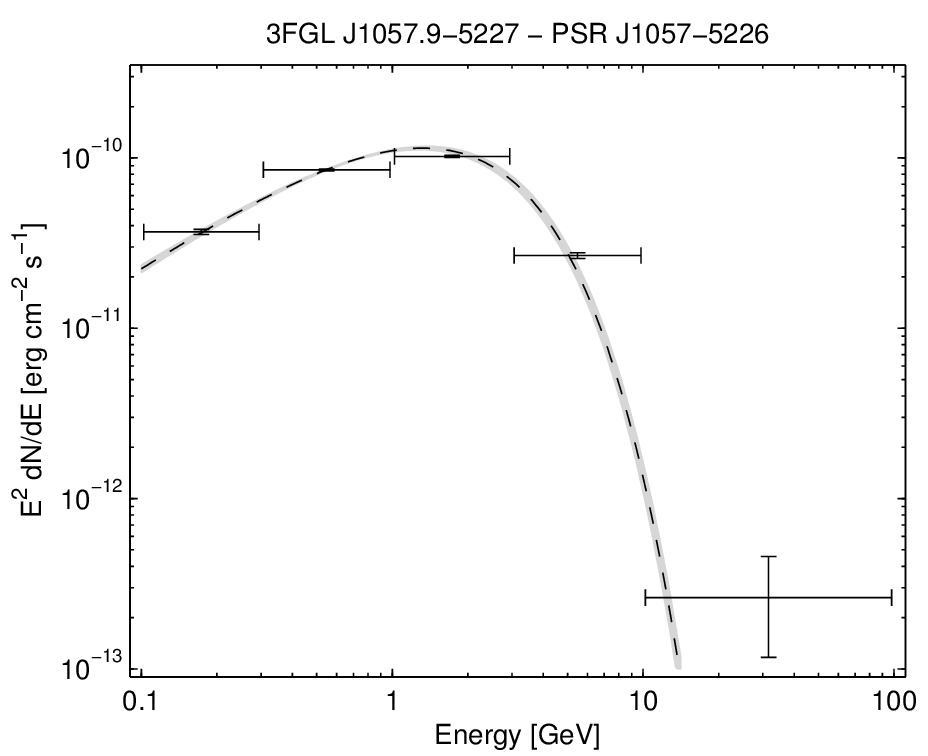 3FGL J1057.9−5227 − PSR J1057−5226
E² dN/dE [erg cm⁻² s⁻¹]
10⁻¹⁰
10⁻¹¹
10⁻¹²
10⁻¹³
0.1 1 10 100
Energy [GeV]